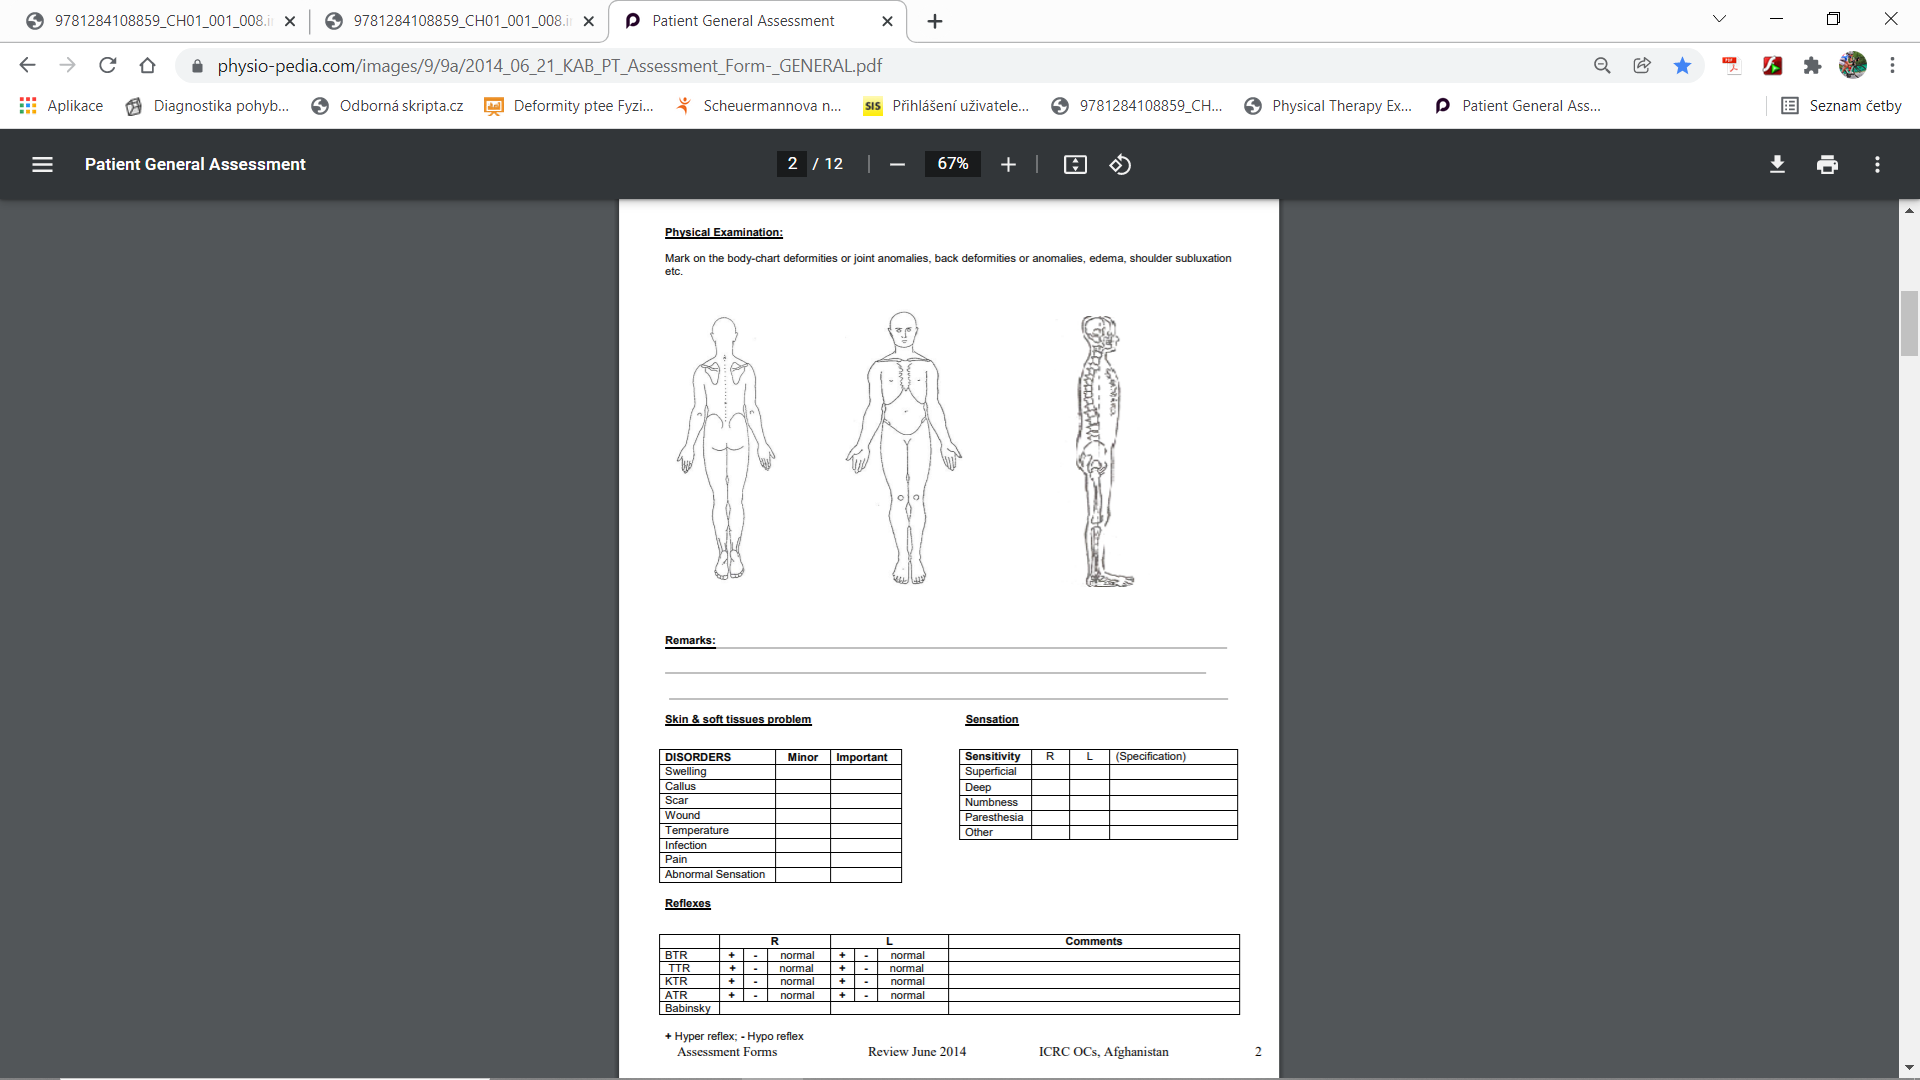 9781284108859_CH01_001_008.i
9781284108859_CH01_001_008.i
Patient General Assessment
physio-pedia.com/images/9/9a/2014_06_21_KAB_PT_Assessment_Form-_GENERAL.pdf
Aplikace
Diagnostika pohyb...
Odborná skripta.cz
Deformity ptee Fyzi...
Scheuermannova n...
SIS
Přihlášení uživatele...
9781284108859_CH...
Physical Therapy Ex...
Patient General Ass...
Seznam četby
Patient General Assessment
2 / 12
67%
Physical Examination:
Mark on the body-chart deformities or joint anomalies, back deformities or anomalies, edema, shoulder subluxation
etc.
Remarks:
Skin & soft tissues problem
DISORDERS Minor Important
Swelling
Callus
Scar
Wound
Temperature
Infection
Pain
Abnormal Sensation
Sensation
Sensitivity R L (Specification)
Superficial
Deep
Numbness
Paresthesia
Other
Reflexes
R L Comments
BTR + - normal + - normal
TTR + - normal + - normal
KTR + - normal + - normal
ATR + - normal + - normal
Babinsky
+ Hyper reflex; - Hypo reflex
Assessment Forms Review June 2014 ICRC OCs, Afghanistan 2